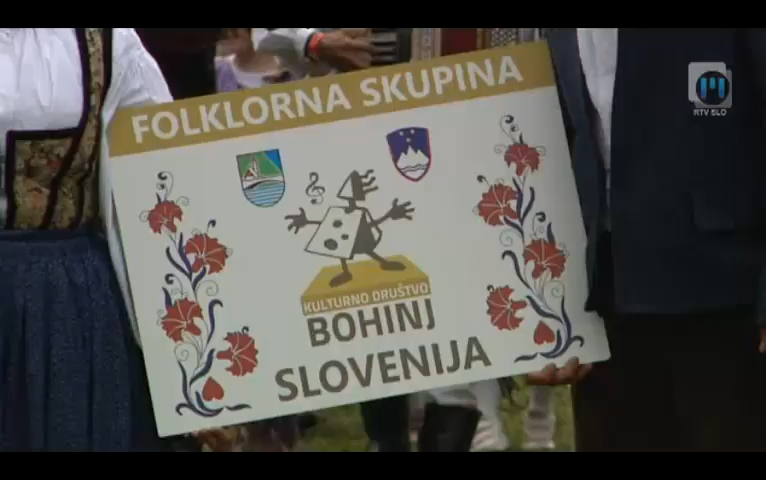 FOLKLORNA SKUPINA
KULTURNO DRUŠTVO
BOHINJ
SLOVENIJA
RTV SLO